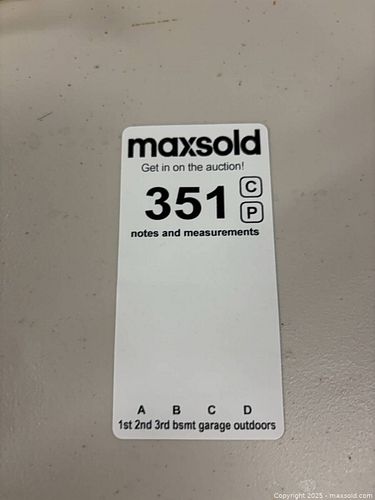 maxsold
Get in on the auction!
351 C
P
notes and measurements
A B C D
1st 2nd 3rd bsmt garage outdoors
Copyright 2025 - maxsold.com